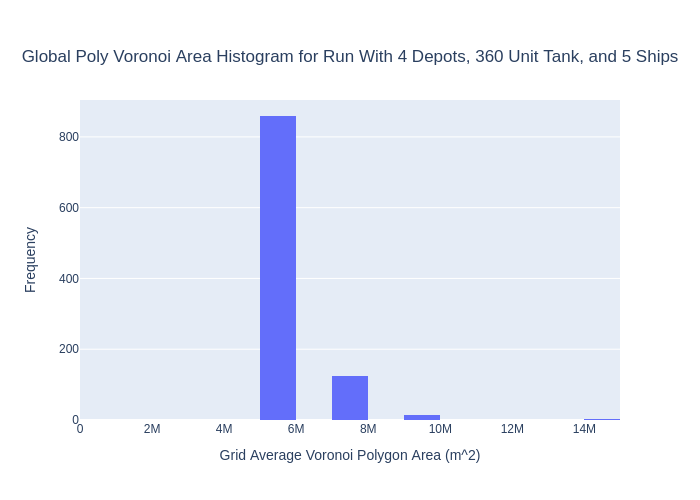 Global Poly Voronoi Area Histogram for Run With 4 Depots, 360 Unit Tank, and 5 Ships
800
600
400
200
0
Frequency
0 2M 4M 6M 8M 10M 12M 14M
Grid Average Voronoi Polygon Area (m^2)